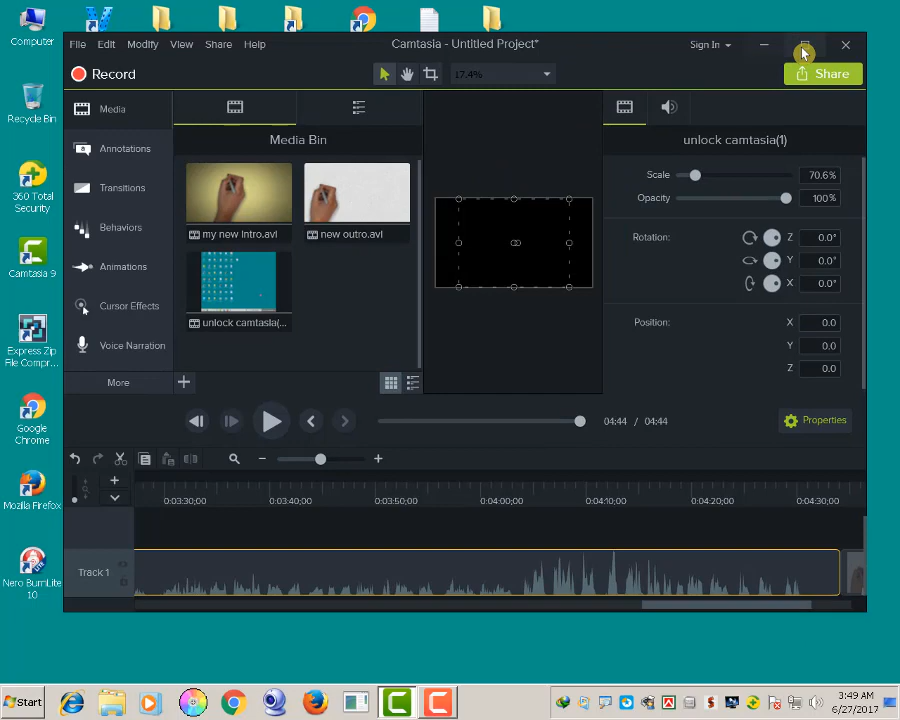 Computer
Recycle Bin
360 Total
Security
Camtasia 9
Express Zip
File Compr...
Google
Chrome
Mozilla Firefox
Nero BurnLite
10
File Edit Modify View Share Help
Camtasia - Untitled Project*
Sign In
Record
17.4%
Share
Media
Annotations
Transitions
Behaviors
Animations
Cursor Effects
Voice Narration
More
Media Bin
my new Intro.avi
new outro.avi
unlock camtasia(...
unlock camtasia(1)
Scale 70.6%
Opacity 100%
Rotation: Z 0.0°
Y 0.0°
X 0.0°
Position: X 0.0
Y 0.0
Z 0.0
04:44 / 04:44
Properties
0:03:30;00 0:03:40;00 0:03:50;00 0:04:00;00 0:04:10;00 0:04:20;00 0:04:30;00
Track 1
Start
3:49 AM
6/27/2017